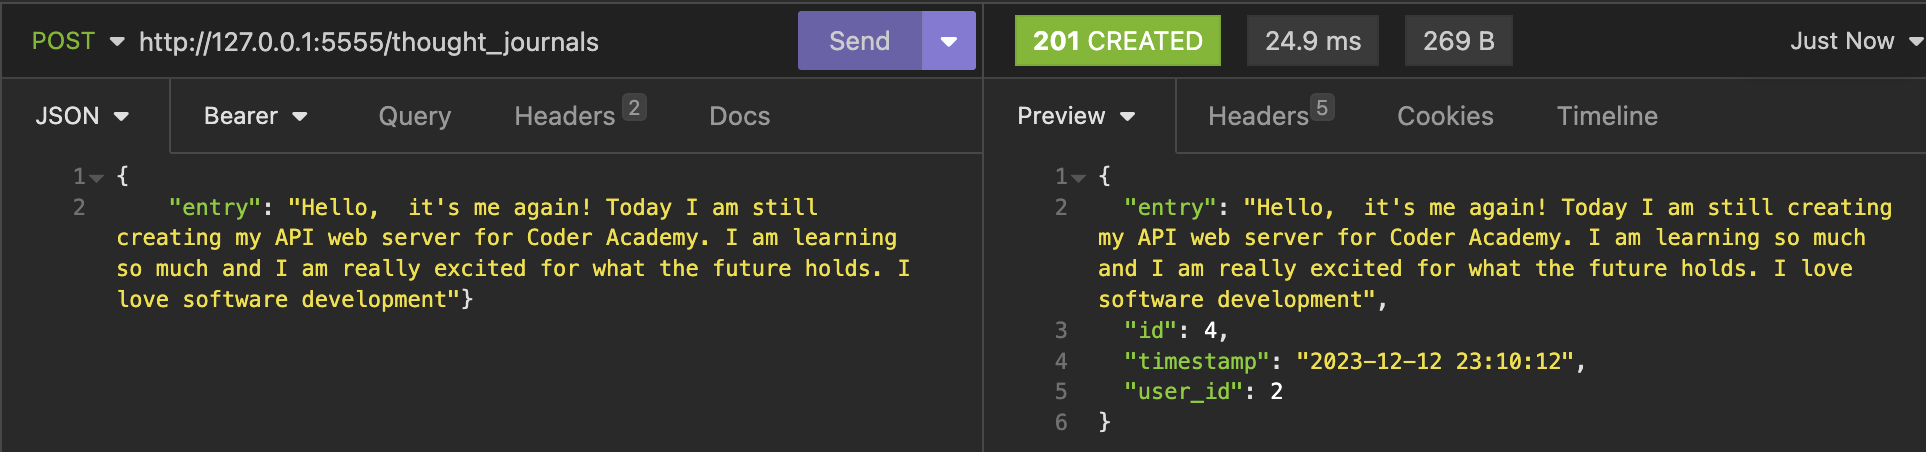 POST http://127.0.0.1:5555/thought_journals Send
JSON Bearer Query Headers 2 Docs
1 {
2 "entry": "Hello,  it's me again! Today I am still
creating my API web server for Coder Academy. I am learning
so much and I am really excited for what the future holds. I
love software development"}
201 CREATED 24.9 ms 269 B Just Now
Preview Headers 5 Cookies Timeline
1 {
2 "entry": "Hello,  it's me again! Today I am still creating
my API web server for Coder Academy. I am learning so much
and I am really excited for what the future holds. I love
software development",
3 "id": 4,
4 "timestamp": "2023-12-12 23:10:12",
5 "user_id": 2
6 }